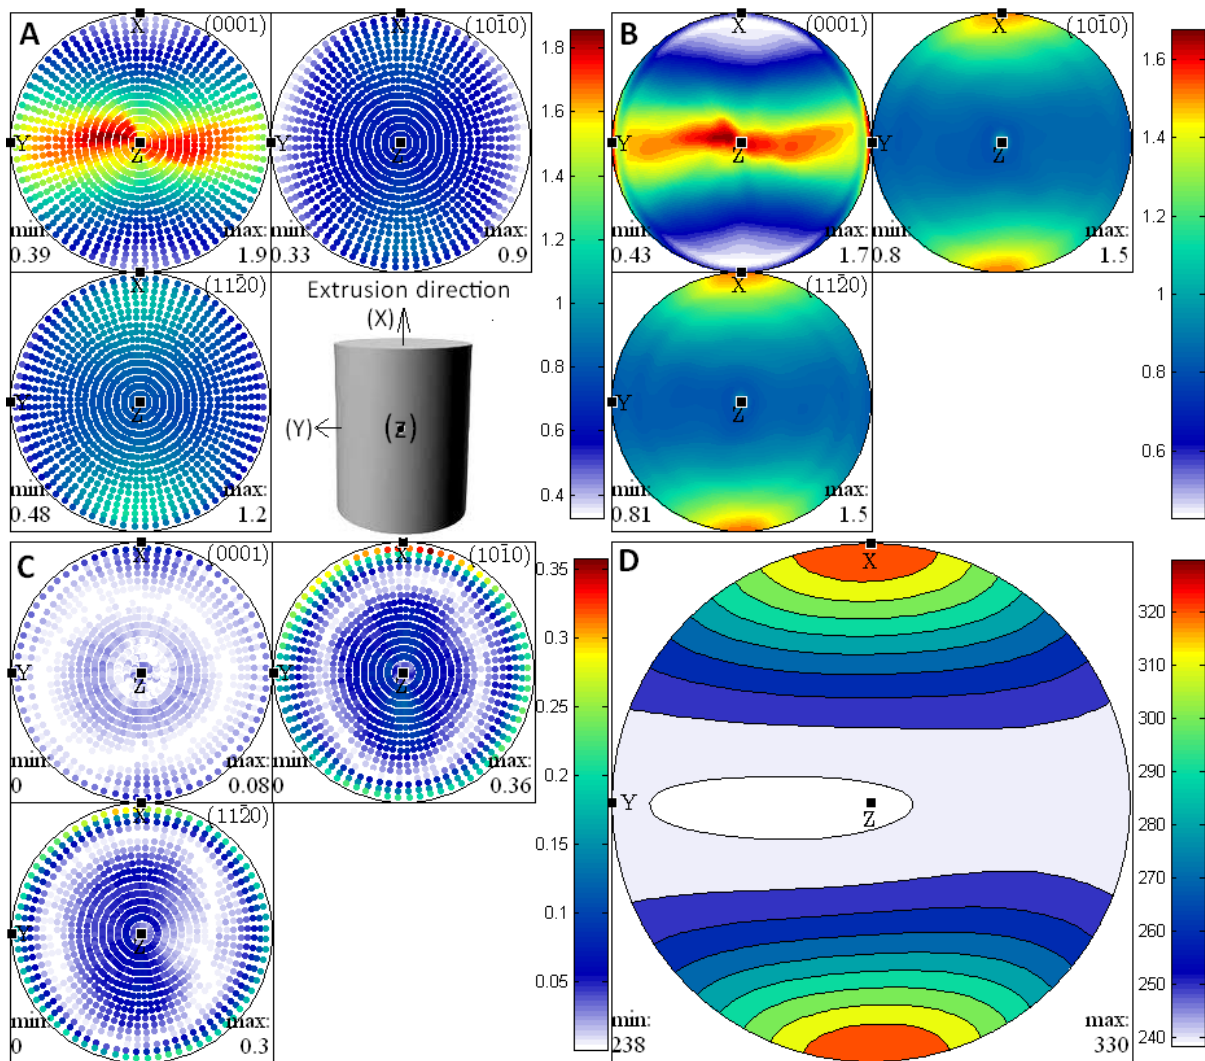 A
X
(0001)
Y
Z
min:
0.39
max:
1.9
X
(101̄0)
Z
min:
0.33
max:
0.9
1.8
1.6
1.4
1.2
1
0.8
0.6
0.4
B
X
(0001)
Y
Z
min:
0.43
max:
1.7
X
(101̄0)
Y
Z
min:
0.8
max:
1.5
1.6
1.4
1.2
1
0.8
0.6
X
(112̄0)
Y
Z
min:
0.48
max:
1.2
Extrusion direction
(X)
(Y)
(Z)
X
(112̄0)
Y
Z
min:
0.81
max:
1.5
C
X
(0001)
Y
Z
min:
0
max:
0.08
X
(101̄0)
Y
Z
min:
0
max:
0.36
0.35
0.3
0.25
0.2
0.15
0.1
0.05
X
(112̄0)
Y
Z
min:
0
max:
0.3
D
X
Y
Z
min:
238
max:
330
320
310
300
290
280
270
260
250
240